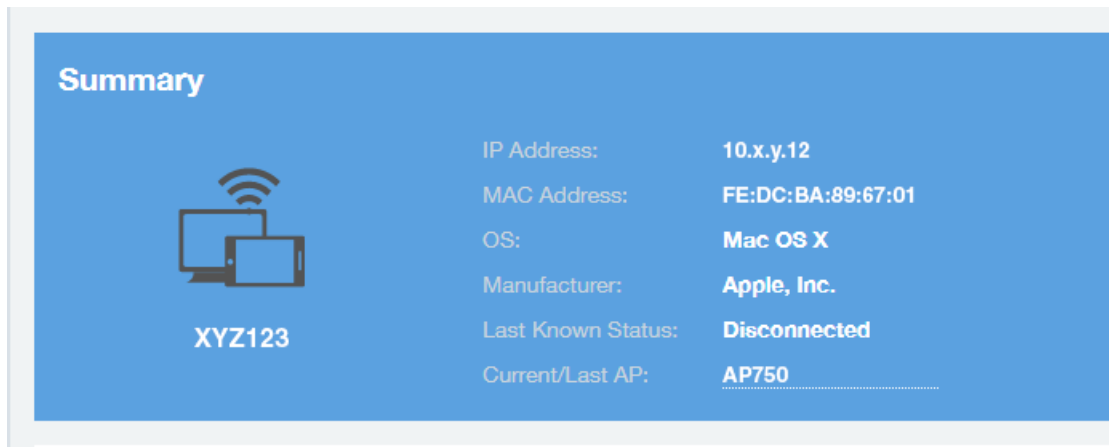 Summary
IP Address: 10.x.y.12
MAC Address: FE:DC:BA:89:67:01
OS: Mac OS X
Manufacturer: Apple, Inc.
Last Known Status: Disconnected
Current/Last AP: AP750
XYZ123